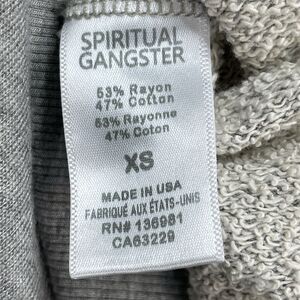 SPIRITUAL
GANGSTER
53% Rayon
47% Cotton
53% Rayonne
47% Coton
XS
MADE IN USA
FABRIQUÉ AUX ÉTATS-UNIS
RN# 136981
CA63229